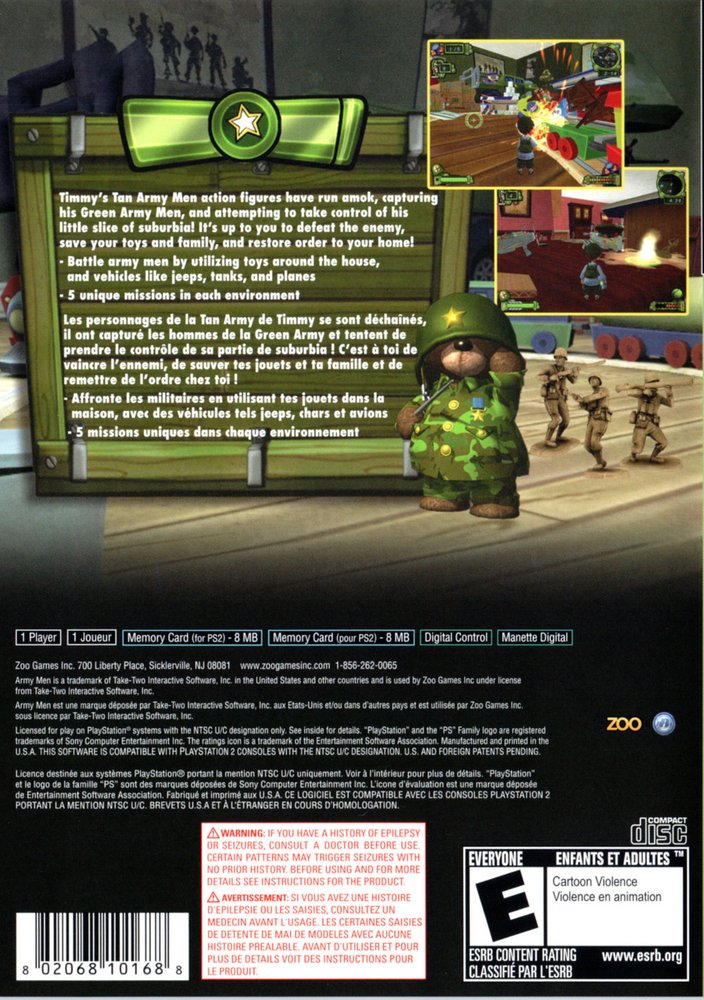 Timmy's Tan Army Men action figures have run amok, capturing
his Green Army Men, and attempting to take control of his
little slice of suburbia! It's up to you to defeat the enemy,
save your toys and family, and restore order to your home!
- Battle army men by utilizing toys around the house,
and vehicles like jeeps, tanks, and planes
- 5 unique missions in each environment
Les personnages de la Tan Army de Timmy se sont déchaînés,
il ont capturé les hommes de la Green Army et tentent de
prendre le contrôle de sa partie de suburbia ! C'est à toi de
vaincre l'ennemi, de sauver tes jouets et ta famille et de
remettre de l'ordre chez toi !
- Affronte les militaires en utilisant tes jouets dans la
maison, avec des véhicules tels jeeps, chars et avions
- 5 missions uniques dans chaque environnement
1 Player 1 Joueur Memory Card (for PS2) - 8 MB Memory Card (pour PS2) - 8 MB Digital Control Manette Digital
Zoo Games Inc. 700 Liberty Place, Sicklerville, NJ 08081 www.zoogamesinc.com 1-856-262-0065
Army Men is a trademark of Take-Two Interactive Software, Inc. in the United States and other countries and is used by Zoo Games Inc under license
from Take-Two Interactive Software, Inc.
Army Men est une marque déposée par Take-Two Interactive Software, Inc. aux Etats-Unis et/ou dans d'autres pays et est utilisée par Zoo Games Inc.
sous licence par Take-Two Interactive Software, Inc.
Licensed for play on PlayStation® systems with the NTSC U/C designation only. See inside for details. "PlayStation" and the "PS" Family logo are registered
trademarks of Sony Computer Entertainment Inc. The ratings icon is a trademark of the Entertainment Software Association. Manufactured and printed in the
U.S.A. THIS SOFTWARE IS COMPATIBLE WITH PLAYSTATION 2 CONSOLES WITH THE NTSC U/C DESIGNATION. U.S. AND FOREIGN PATENTS PENDING.
Licence destinée aux systèmes PlayStation® portant la mention NTSC U/C uniquement. Voir à l'intérieur pour plus de détails. "PlayStation"
et le logo de la famille "PS" sont des marques déposées de Sony Computer Entertainment Inc. L'icone d'évaluation est une marque déposée
de Entertainment Software Association. Fabriqué et imprimé aux U.S.A. CE LOGICIEL EST COMPATIBLE AVEC LES CONSOLES PLAYSTATION 2
PORTANT LA MENTION NTSC U/C. BREVETS U.S.A ET À L'ÉTRANGER EN COURS D'HOMOLOGATION.
ZOO
WARNING: IF YOU HAVE A HISTORY OF EPILEPSY
OR SEIZURES, CONSULT A DOCTOR BEFORE USE.
CERTAIN PATTERNS MAY TRIGGER SEIZURES WITH
NO PRIOR HISTORY. BEFORE USING AND FOR MORE
DETAILS SEE INSTRUCTIONS FOR THE PRODUCT.
AVERTISSEMENT: SI VOUS AVEZ UNE HISTOIRE
D'EPILEPSIE OU LES SAISIES, CONSULTEZ UN
MEDECIN AVANT L'USAGE. LES CERTAINES SAISIES
DE DETENTE DE MAI DE MODELES AVEC AUCUNE
HISTOIRE PREALABLE. AVANT D'UTILISER ET POUR
PLUS DE DETAILS VOIT DES INSTRUCTIONS POUR
LE PRODUIT.
8 02068 10168 8
COMPACT
disc
EVERYONE ENFANTS ET ADULTES ™
E
Cartoon Violence
Violence en animation
ESRB CONTENT RATING www.esrb.org
CLASSIFIÉ PAR L'ESRB